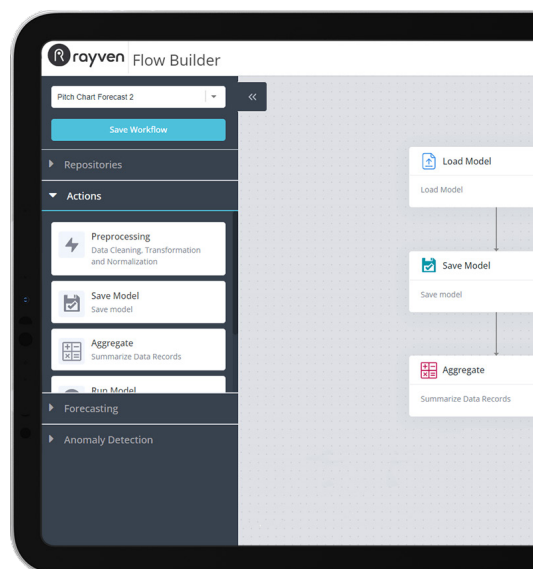 rayven Flow Builder
Pitch Chart Forecast 2
Save Workflow
Repositories
Actions
Preprocessing
Data Cleaning, Transformation
and Normalization
Save Model
Save model
Aggregate
Summarize Data Records
Run Model
Forecasting
Anomaly Detection
Load Model
Load Model
Save Model
Save model
Aggregate
Summarize Data Records